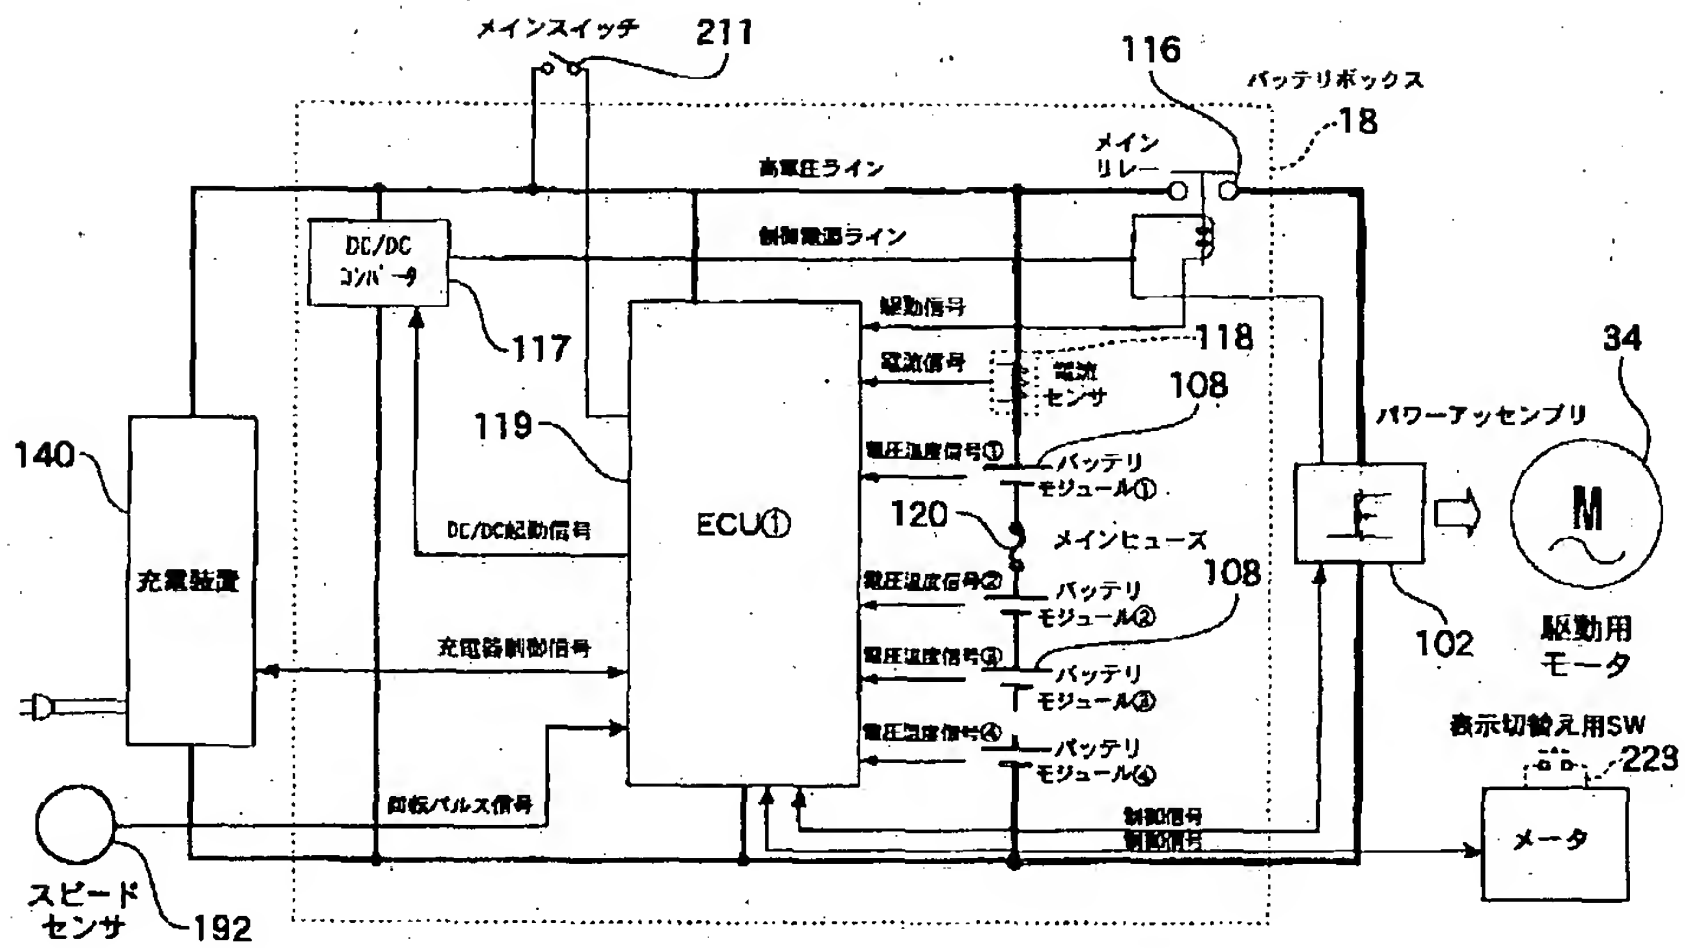 メインスイッチ
211
116
バッテリボックス
18
メイン
リレー
高電圧ライン
DC/DC
コンバータ
制御電源ライン
117
駆動信号
118
34
電流信号
電流
センサ
108
パワーアッセンブリ
119
140
電圧温度信号①
バッテリ
モジュール①
M
120
ECU①
DC/DC起動信号
メインヒューズ
充電装置
電圧温度信号②
バッテリ
モジュール②
108
102
駆動用
モータ
充電器制御信号
電圧温度信号③
バッテリ
モジュール③
表示切替え用SW
電圧温度信号④
バッテリ
モジュール④
223
回転パルス信号
制御信号
制御信号
メータ
スピード
センサ
192